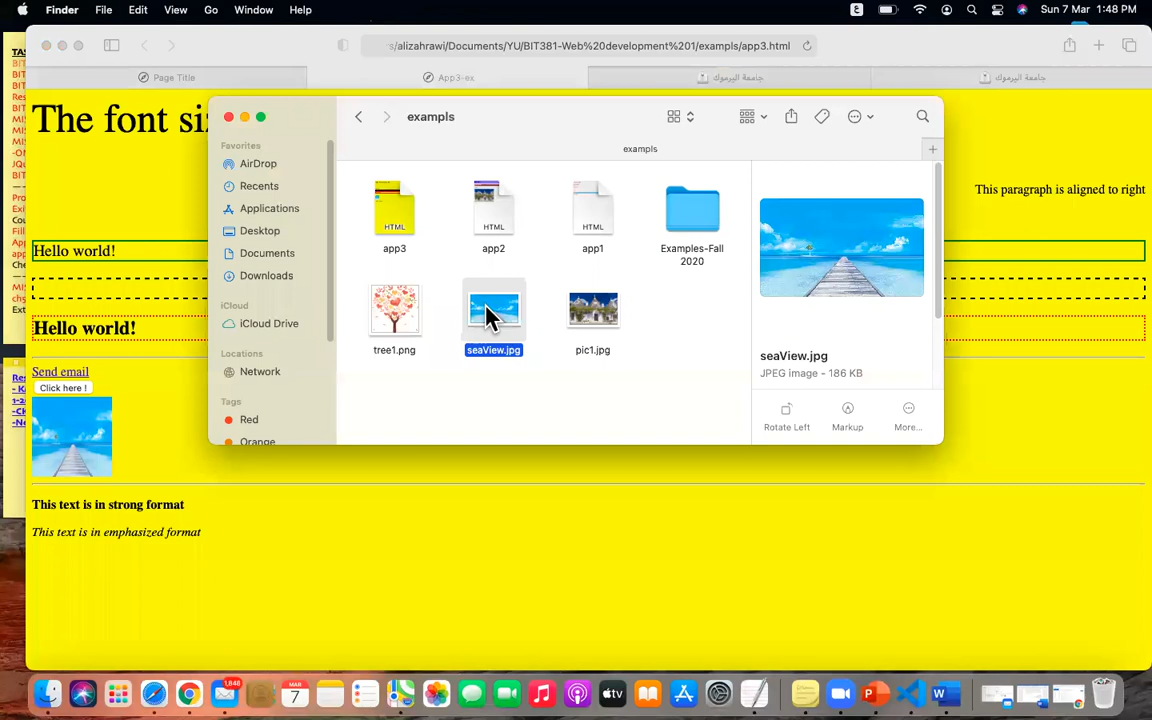 Finder File Edit View Go Window Help
ع
Sun 7 Mar 1:48 PM
s/alizahrawi/Documents/YU/BIT381-Web%20development%201/exampls/app3.html
Page Title
App3-ex
جامعة اليرموك
جامعة اليرموك
The font si
This paragraph is aligned to right
Hello world!
Hello world!
Send email
Click here !
This text is in strong format
This text is in emphasized format
exampls
exampls
Favorites
AirDrop
Recents
Applications
Desktop
Documents
Downloads
iCloud
iCloud Drive
Locations
Network
Tags
Red
Orange
HTML
HTML
HTML
app3
app2
app1
Examples-Fall
2020
tree1.png
seaView.jpg
pic1.jpg
seaView.jpg
JPEG image - 186 KB
Rotate Left
Markup
More...
1,848
MAR
7
tv